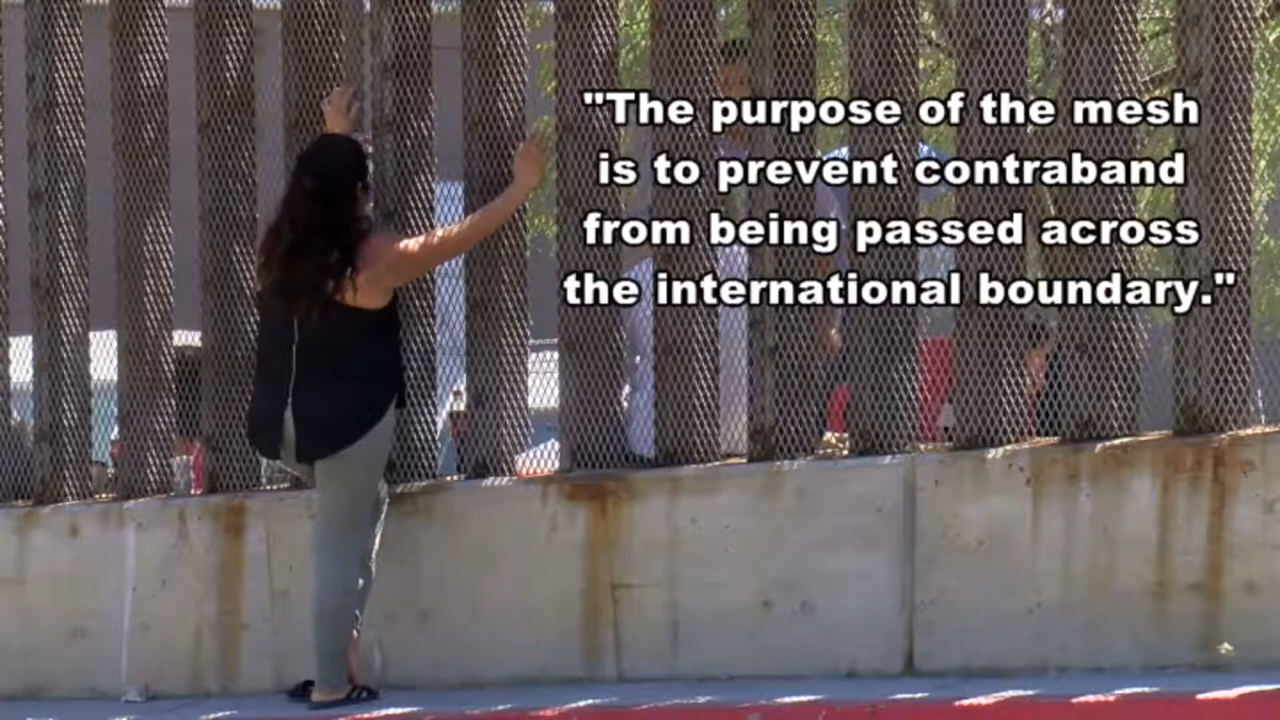 "The purpose of the mesh
is to prevent contraband
from being passed across
the international boundary."